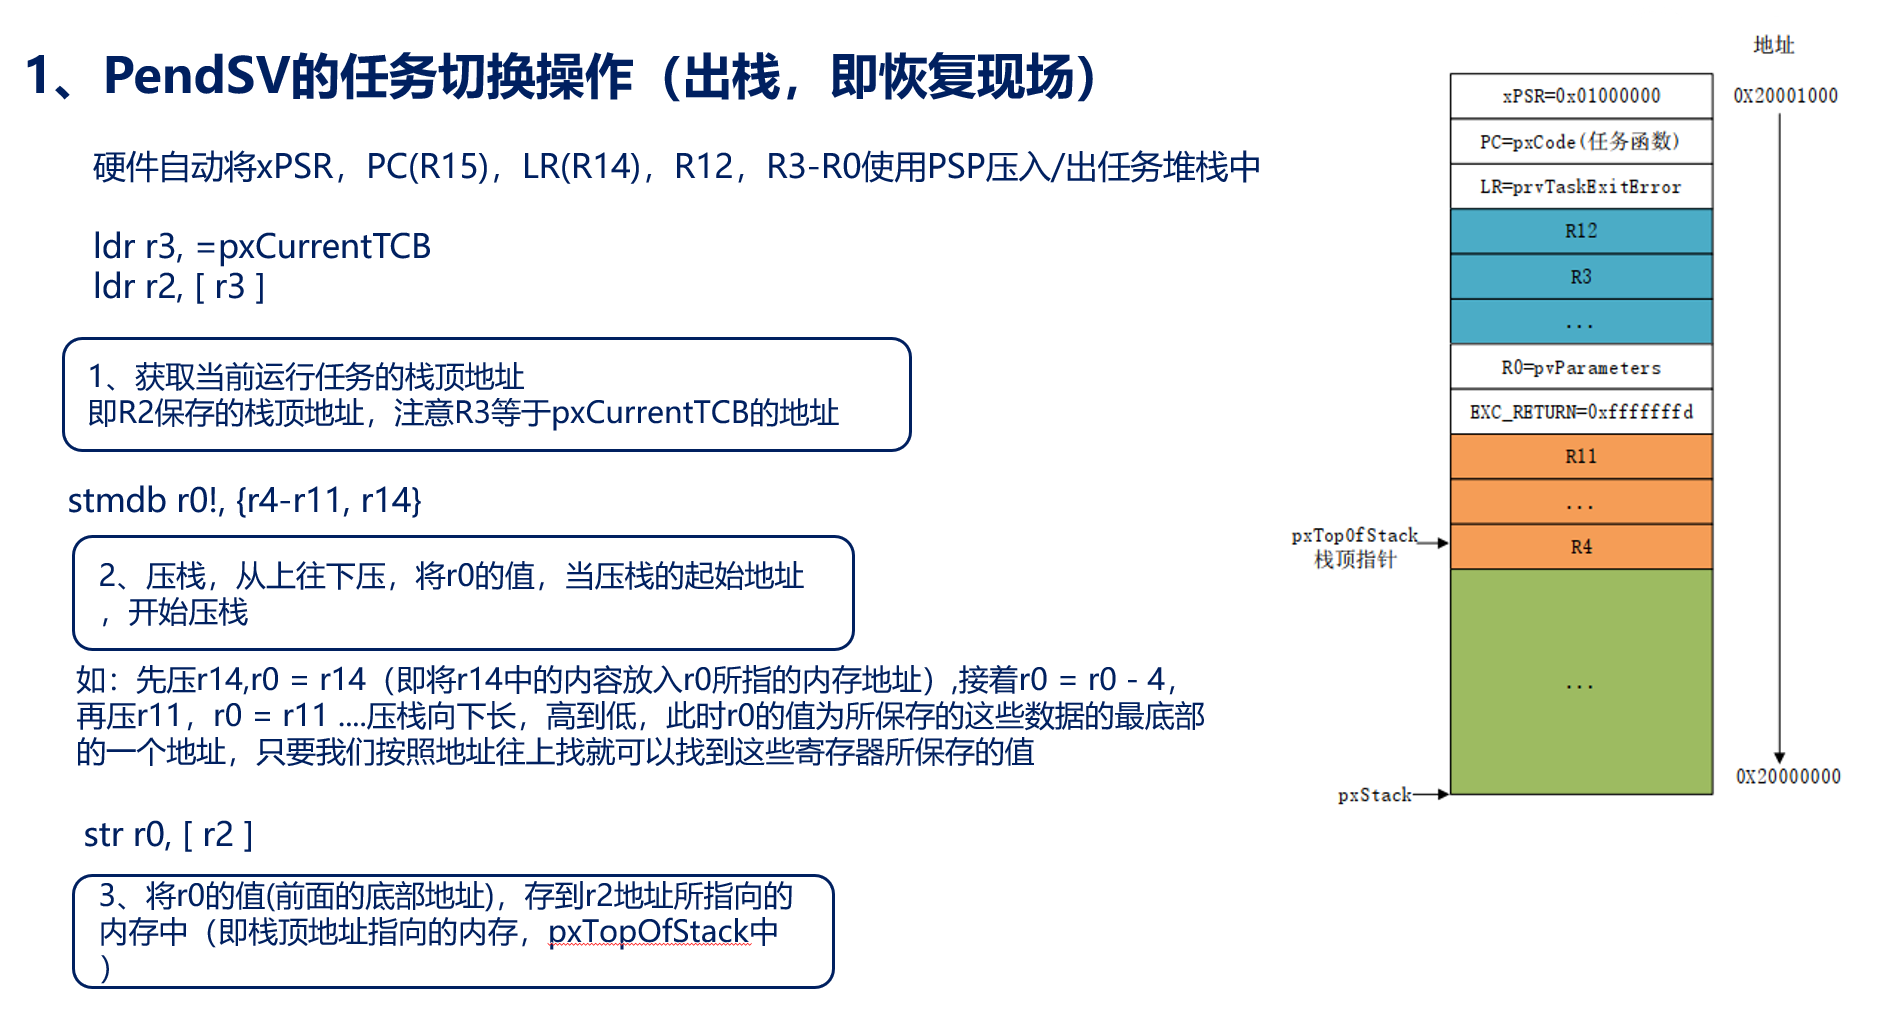 1、PendSV的任务切换操作（出栈，即恢复现场）
硬件自动将xPSR，PC(R15)，LR(R14)，R12，R3-R0使用PSP压入/出任务堆栈中
ldr r3, =pxCurrentTCB
ldr r2, [ r3 ]
1、获取当前运行任务的栈顶地址
即R2保存的栈顶地址，注意R3等于pxCurrentTCB的地址
stmdb r0!, {r4-r11, r14}
2、压栈，从上往下压，将r0的值，当压栈的起始地址
，开始压栈
如：先压r14,r0 = r14（即将r14中的内容放入r0所指的内存地址）,接着r0 = r0 - 4，
再压r11，r0 = r11 ....压栈向下长，高到低，此时r0的值为所保存的这些数据的最底部
的一个地址，只要我们按照地址往上找就可以找到这些寄存器所保存的值
str r0, [ r2 ]
3、将r0的值(前面的底部地址)，存到r2地址所指向的
内存中（即栈顶地址指向的内存，pxTopOfStack中
）
地址
xPSR=0x01000000
0X20001000
PC=pxCode(任务函数)
LR=prvTaskExitError
R12
R3
...
R0=pvParameters
EXC_RETURN=0xfffffffd
R11
...
pxTopOfStack
栈顶指针
R4
...
0X20000000
pxStack